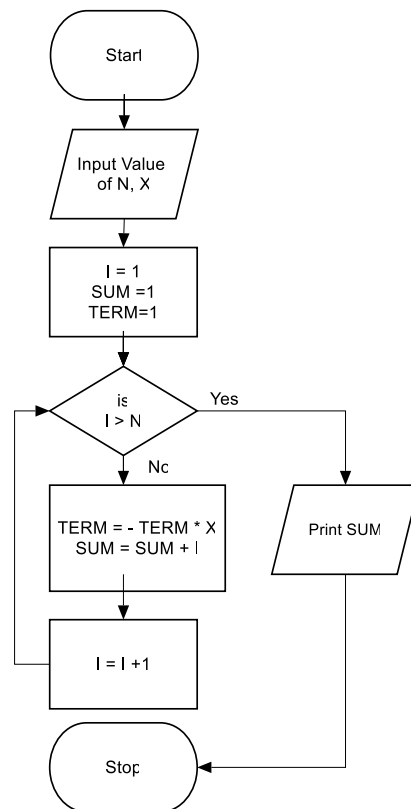 Start
Input Value
of N, X
I = 1
SUM =1
TERM=1
is
I > N
Yes
No
TERM = - TERM * X
SUM = SUM + I
Print SUM
I = I +1
Stop